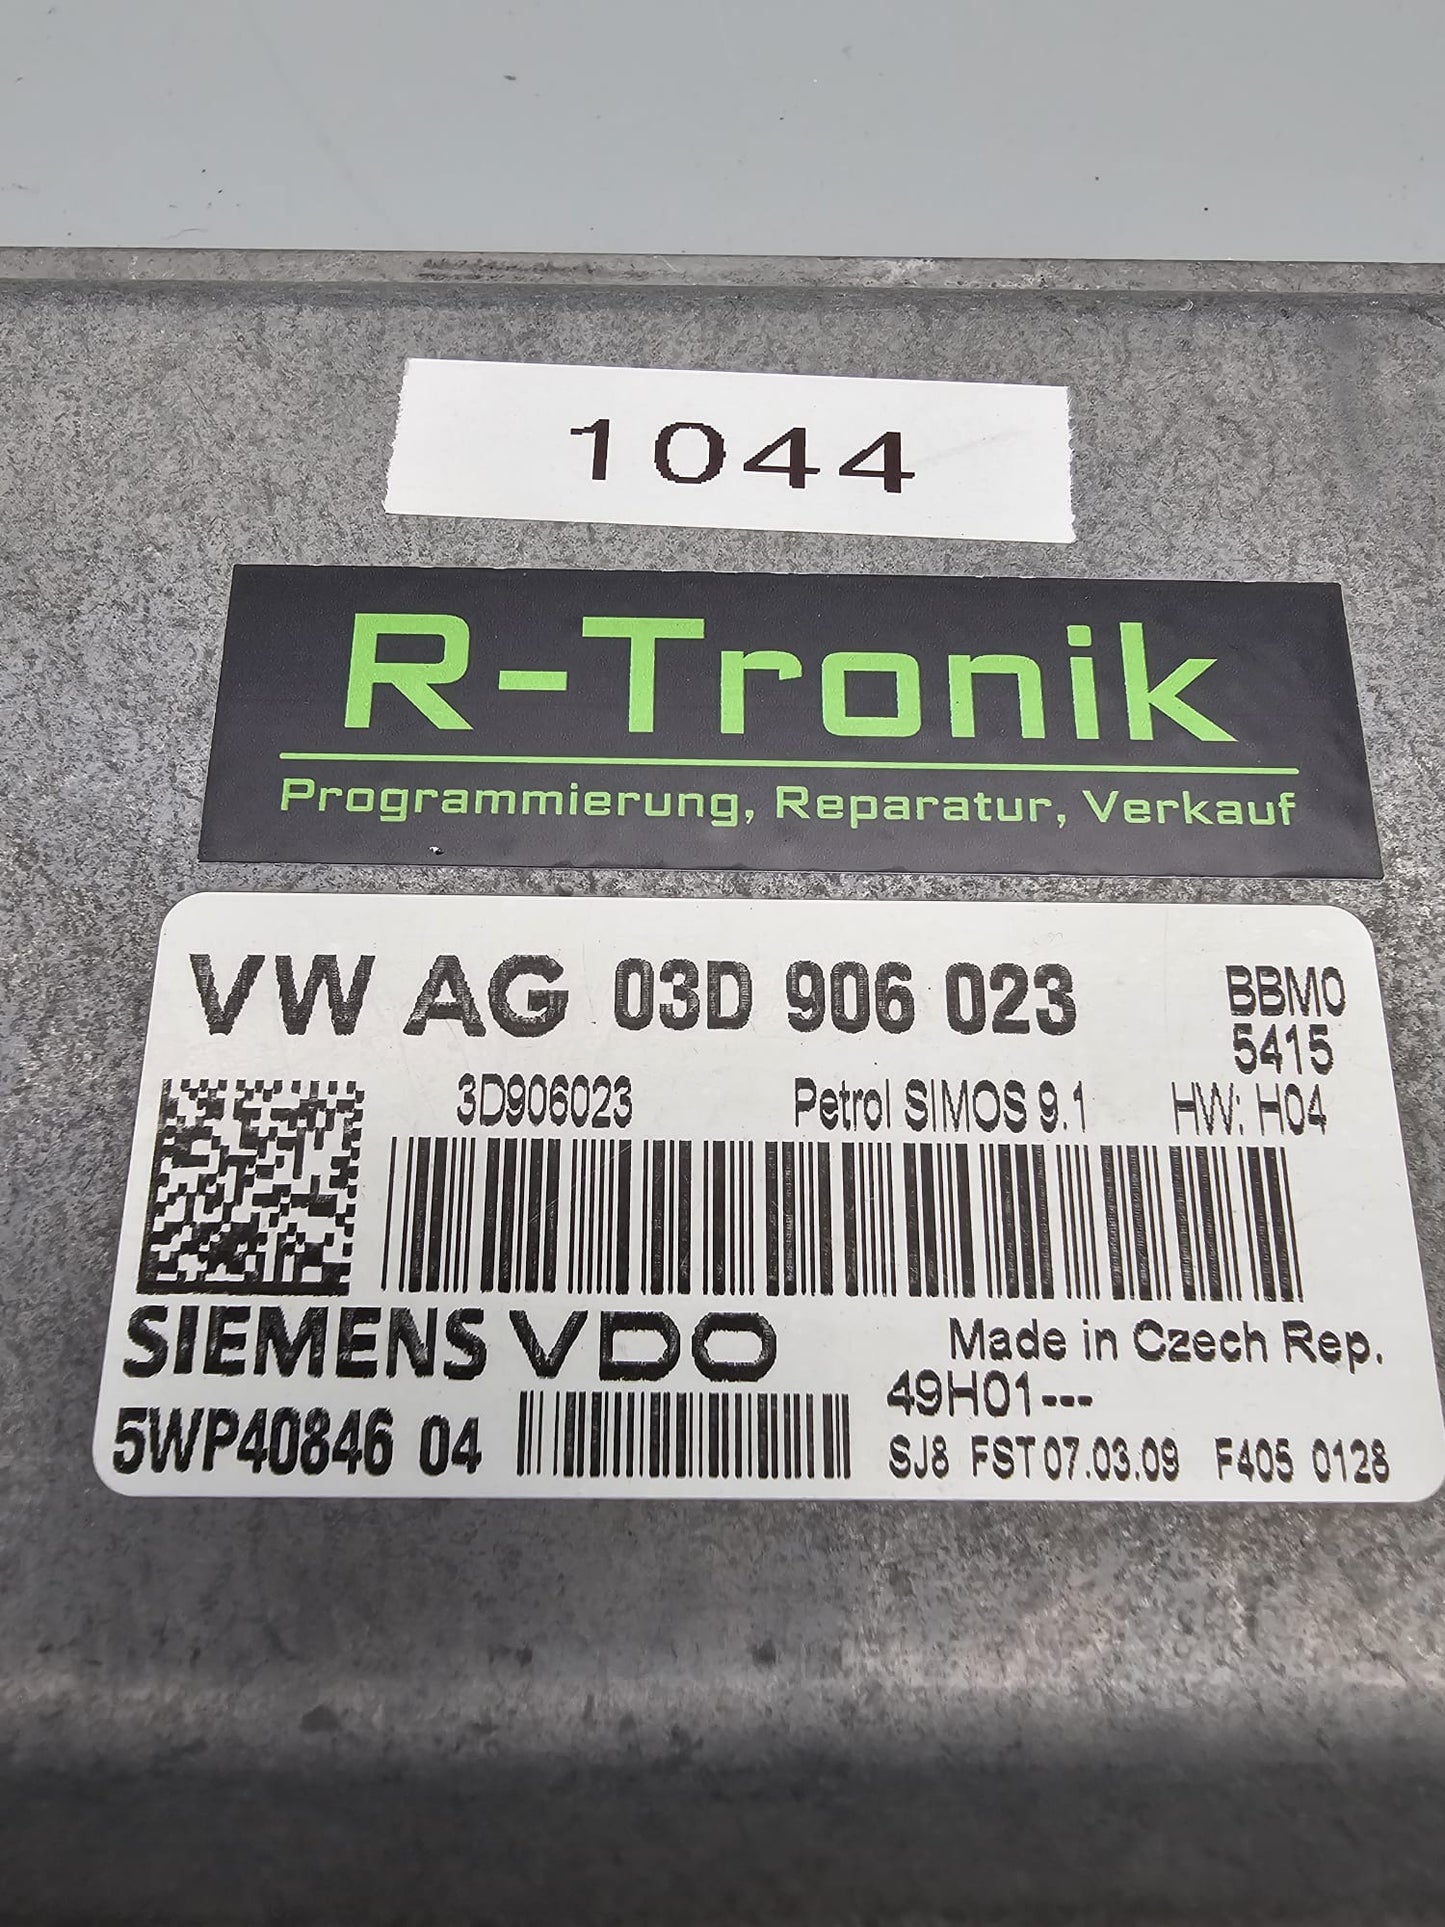 1044
R-Tronik
Programmierung, Reparatur, Verkauf
VW AG 03D 906 023 BBM0
5415
3D906023 Petrol SIMOS 9.1 HW: H04
SIEMENS VDO Made in Czech Rep.
49H01---
5WP40846 04 SJ8 FST 07.03.09 F405 0128